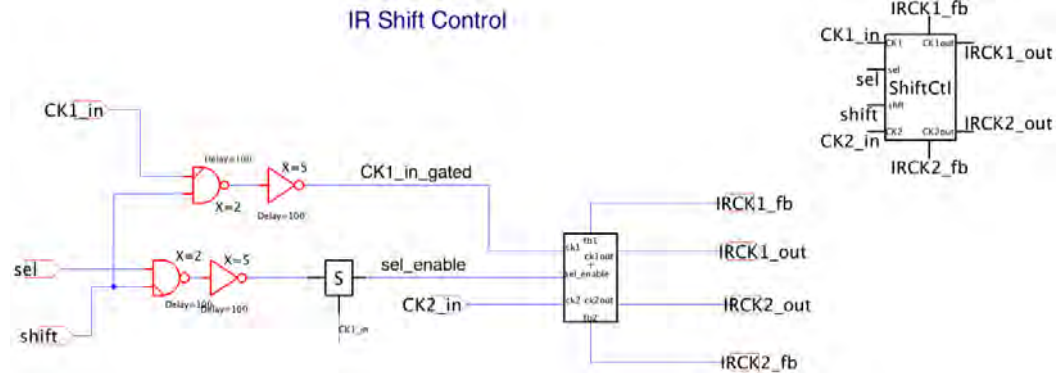 IR Shift Control
IRCK1_fb
CK1_in
CK1
CK1out
IRCK1_out
sel
sel
ShiftCtl
shift
shft
CK2_in
CK2
CK2out
IRCK2_out
IRCK2_fb
CK1_in
Delay=100
X=5
CK1_in_gated
X=2
Delay=100
IRCK1_fb
fb1
ck1
ck1out
IRCK1_out
+
sel
X=2
X=5
S
sel_enable
sel_enable
Delay=100
Delay=100
CK2_in
ck2
ck2out
IRCK2_out
fb2
shift
CK1_in
IRCK2_fb